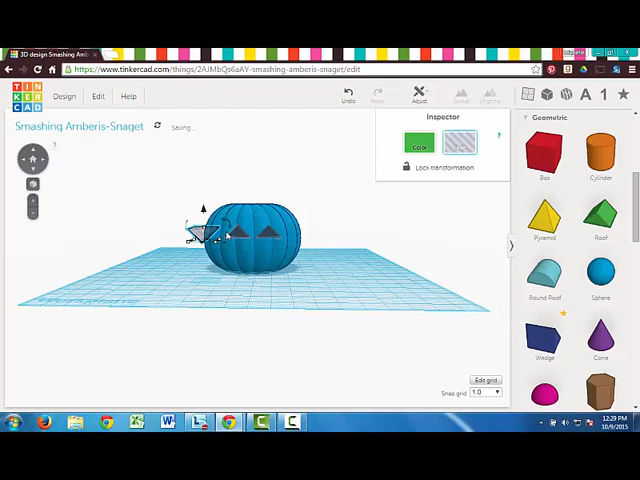 3D design Smashing Amb
https://www.tinkercad.com/things/2AJMbQs6aAY-smashing-amberis-snaget/edit
TIN
KER
CAD
Design
Edit
Help
Undo
Redo
Adjust
Group
Ungroup
Smashing Amberis-Snaget
Saving...
Inspector
Color
Hole
Lock transformation
?
Geometric
Box
Cylinder
Pyramid
Roof
Round Roof
Sphere
Wedge
Cone
Edit grid
Snap grid
1.0
12:29 PM
10/9/2015